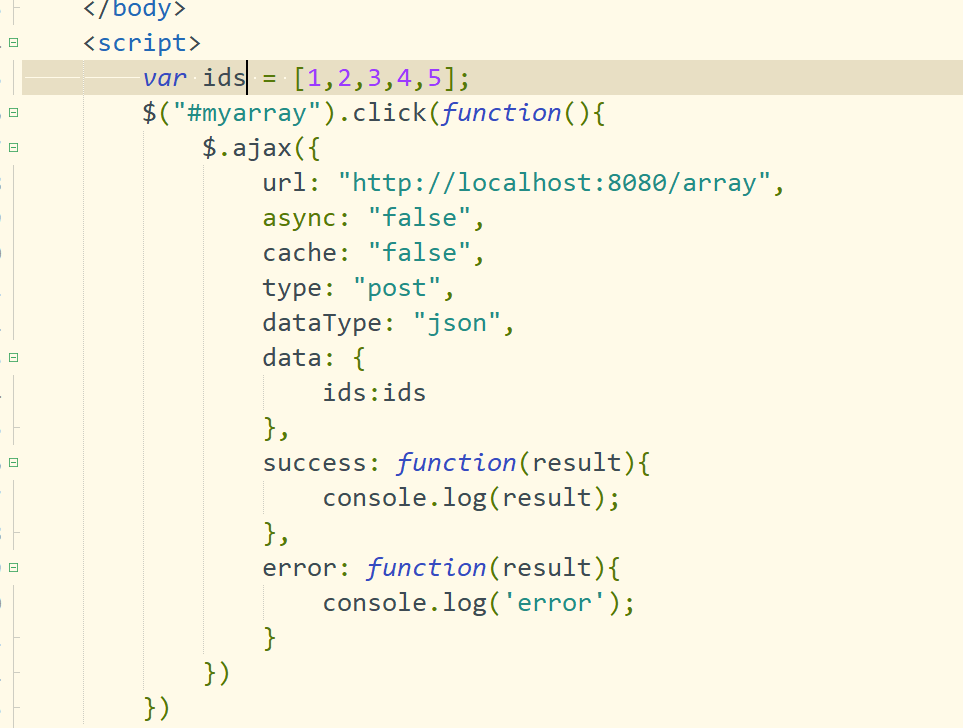 </body>
<script>
var ids = [1,2,3,4,5];
$("#myarray").click(function(){
$.ajax({
url: "http://localhost:8080/array",
async: "false",
cache: "false",
type: "post",
dataType: "json",
data: {
ids:ids
},
success: function(result){
console.log(result);
},
error: function(result){
console.log('error');
}
})
})